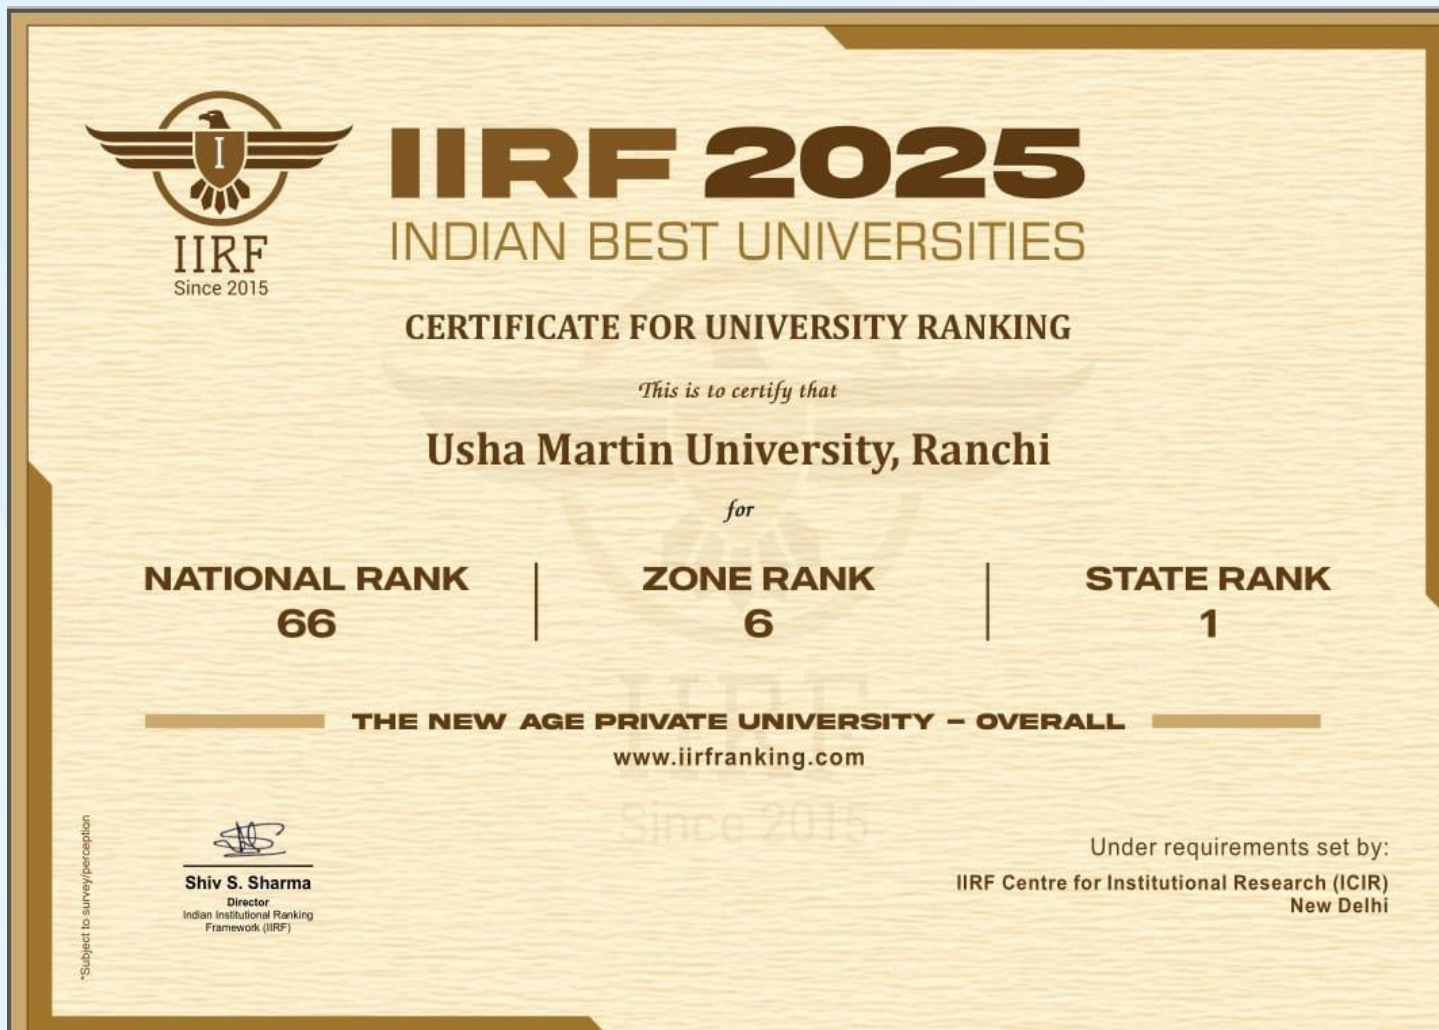 I
IIRF
Since 2015
IIRF 2025
INDIAN BEST UNIVERSITIES
CERTIFICATE FOR UNIVERSITY RANKING
This is to certify that
Usha Martin University, Ranchi
for
NATIONAL RANK
66
ZONE RANK
6
STATE RANK
1
THE NEW AGE PRIVATE UNIVERSITY – OVERALL
www.iirfranking.com
IIRF
Since 2015
*Subject to survey/perception
Shiv S. Sharma
Director
Indian Institutional Ranking
Framework (IIRF)
Under requirements set by:
IIRF Centre for Institutional Research (ICIR)
New Delhi